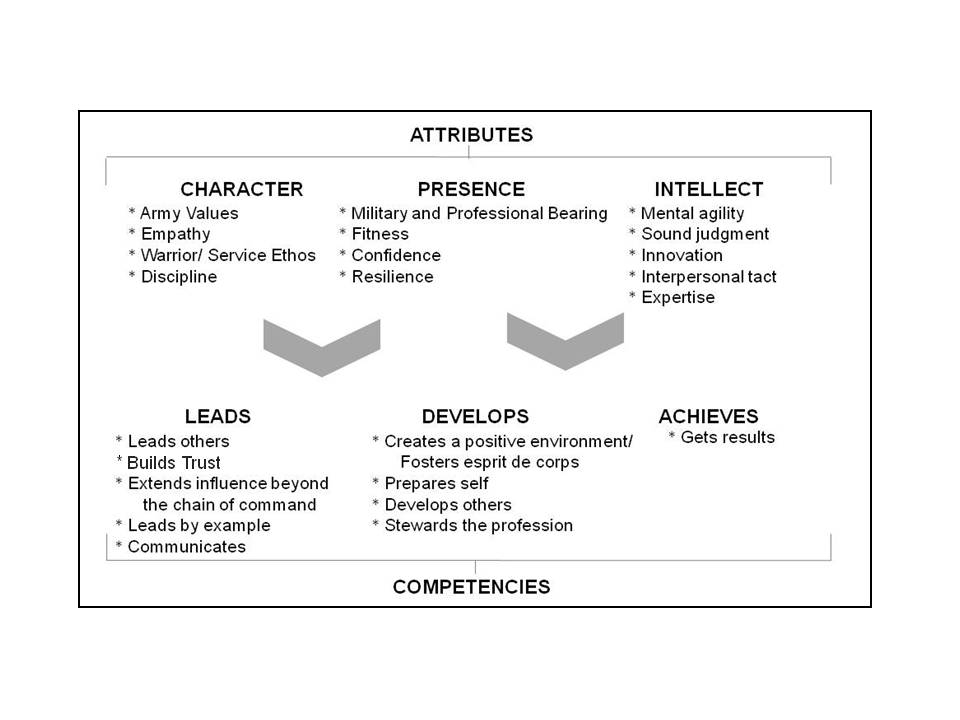 ATTRIBUTES
CHARACTER
* Army Values
* Empathy
* Warrior/ Service Ethos
* Discipline
PRESENCE
* Military and Professional Bearing
* Fitness
* Confidence
* Resilience
INTELLECT
* Mental agility
* Sound judgment
* Innovation
* Interpersonal tact
* Expertise
LEADS
* Leads others
* Builds Trust
* Extends influence beyond
the chain of command
* Leads by example
* Communicates
DEVELOPS
* Creates a positive environment/
Fosters esprit de corps
* Prepares self
* Develops others
* Stewards the profession
ACHIEVES
* Gets results
COMPETENCIES